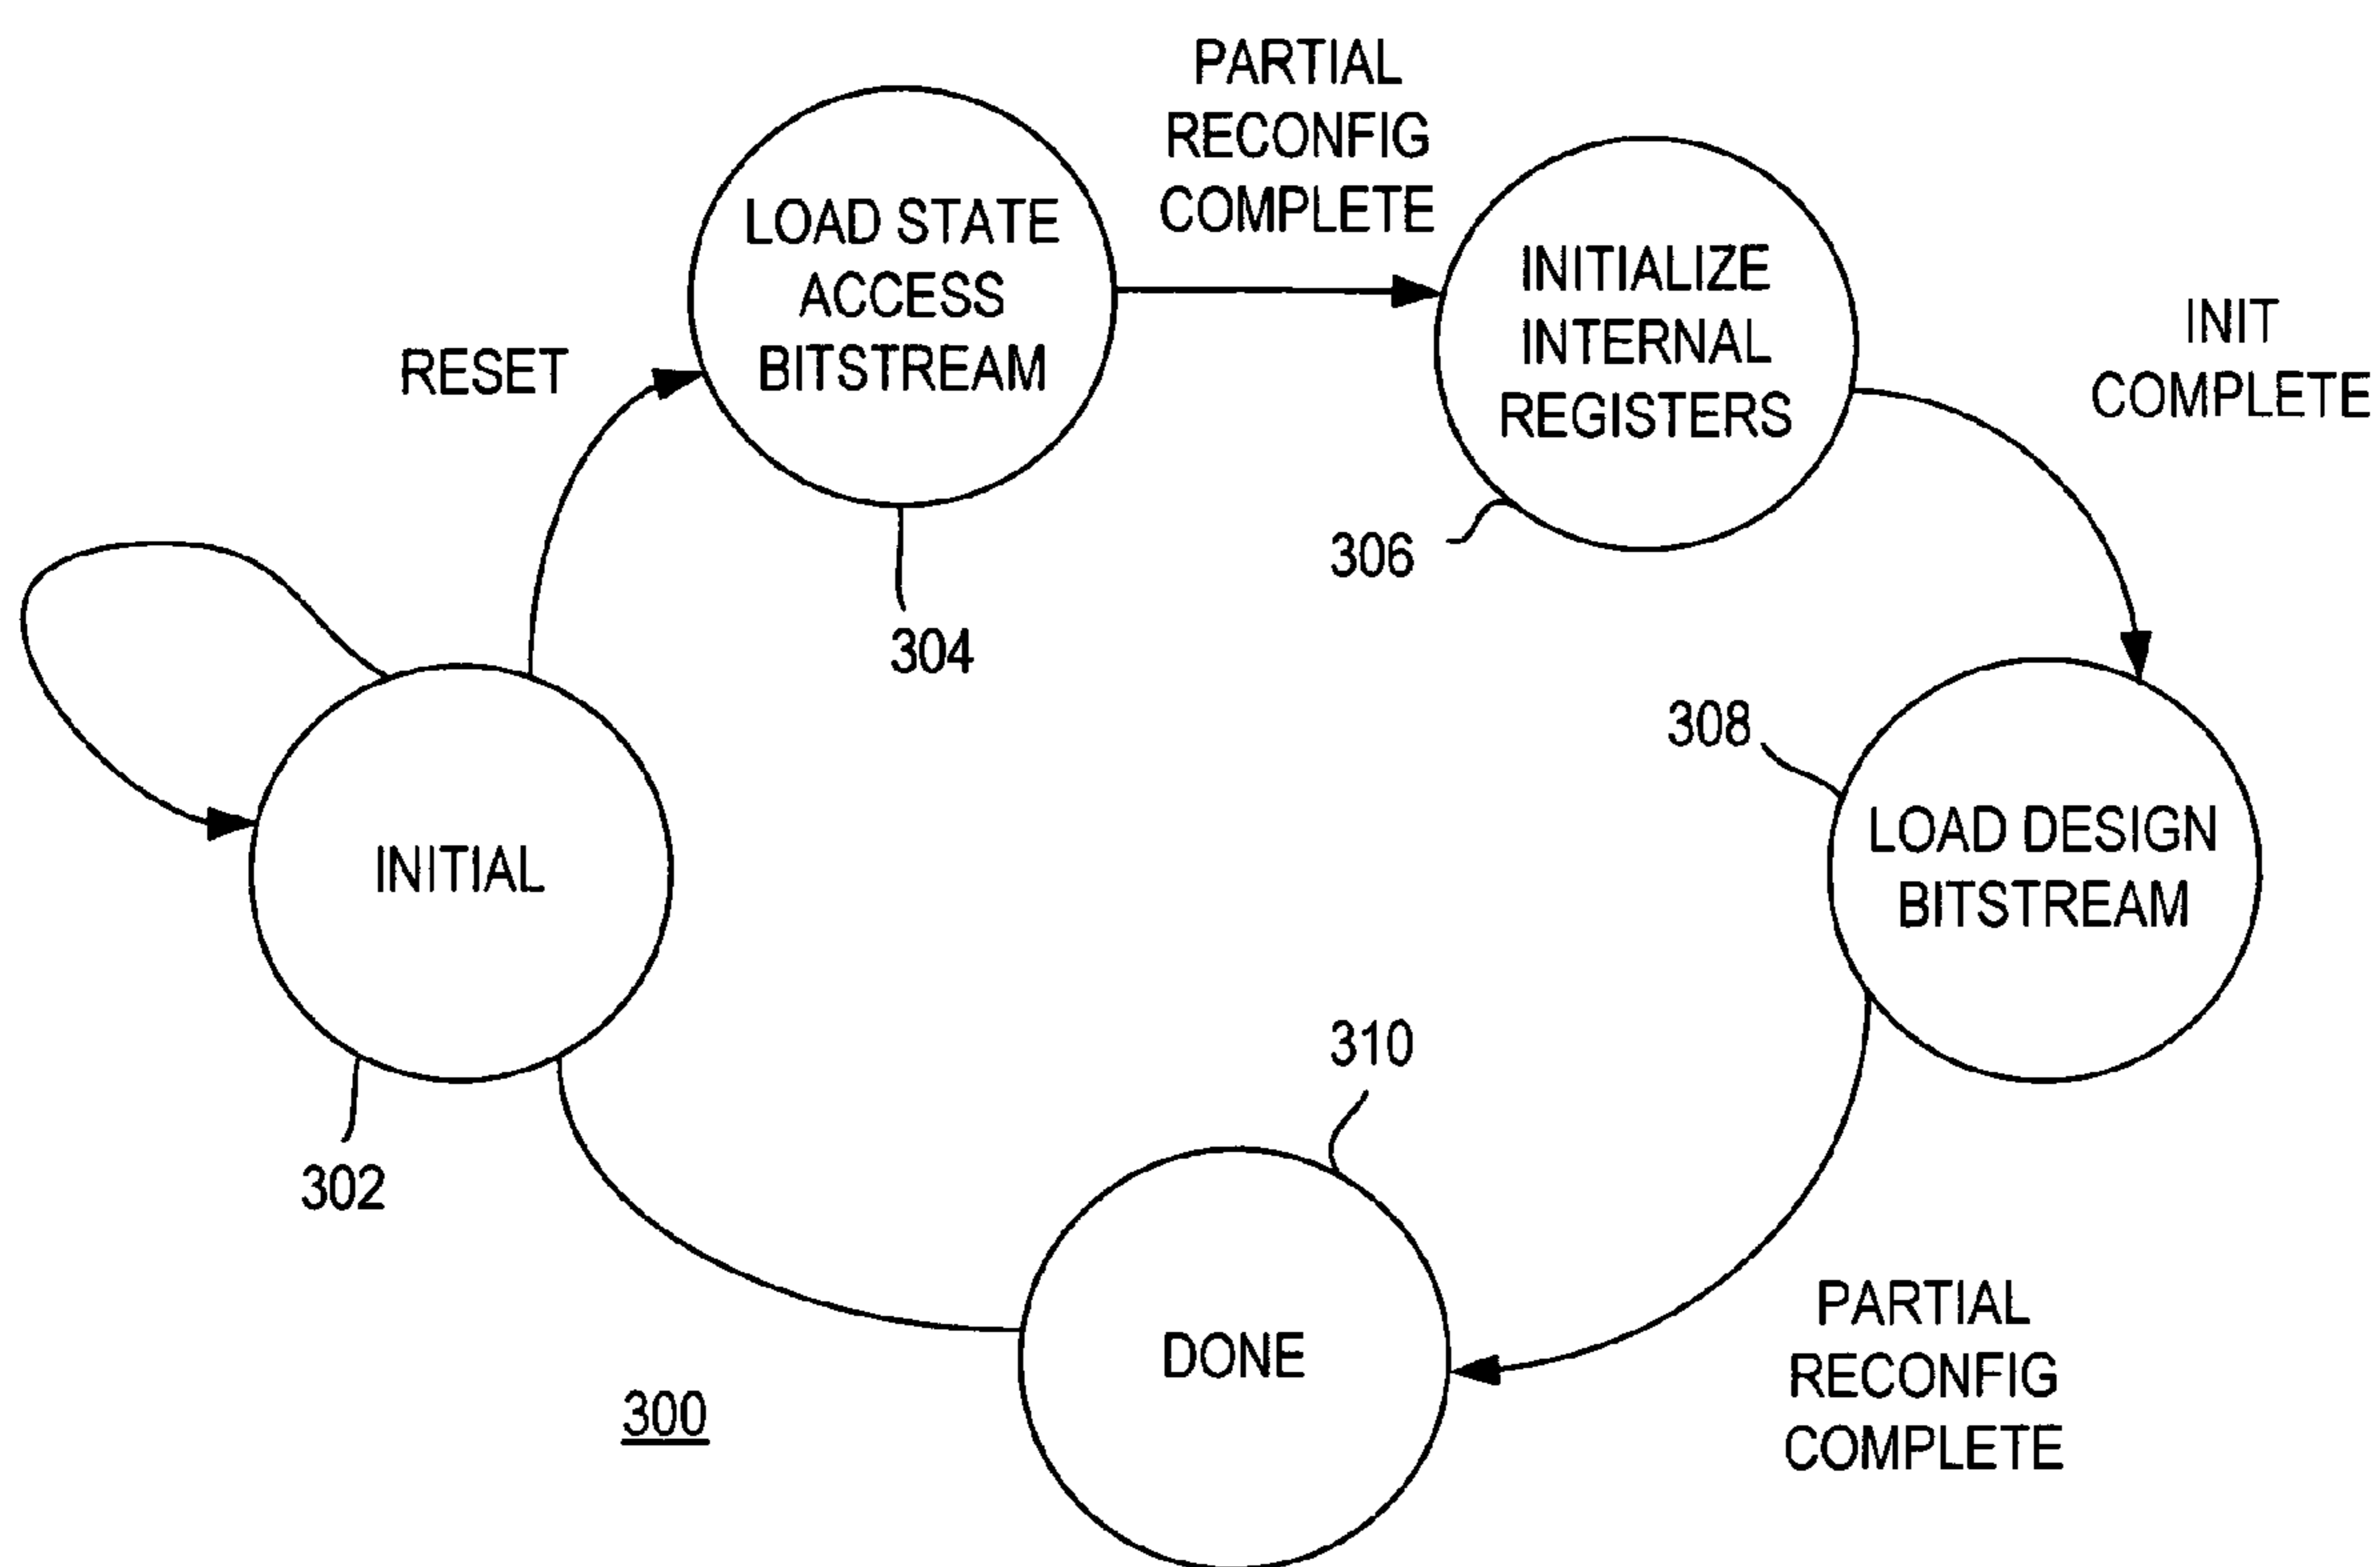 PARTIAL
RECONFIG
COMPLETE
LOAD STATE
ACCESS
BITSTREAM
INITIALIZE
INTERNAL
REGISTERS
INIT
COMPLETE
RESET
306
304
308
LOAD DESIGN
BITSTREAM
INITIAL
310
302
PARTIAL
RECONFIG
COMPLETE
DONE
300